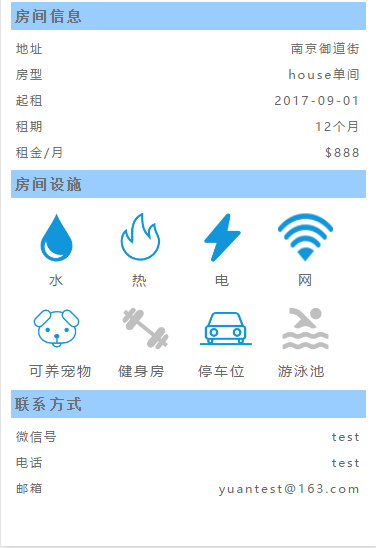 房间信息
地址 南京御道街
房型 house单间
起租 2017-09-01
租期 12个月
租金/月 $888
房间设施
水 热 电 网
可养宠物 健身房 停车位 游泳池
联系方式
微信号 test
电话 test
邮箱 yuantest@163.com